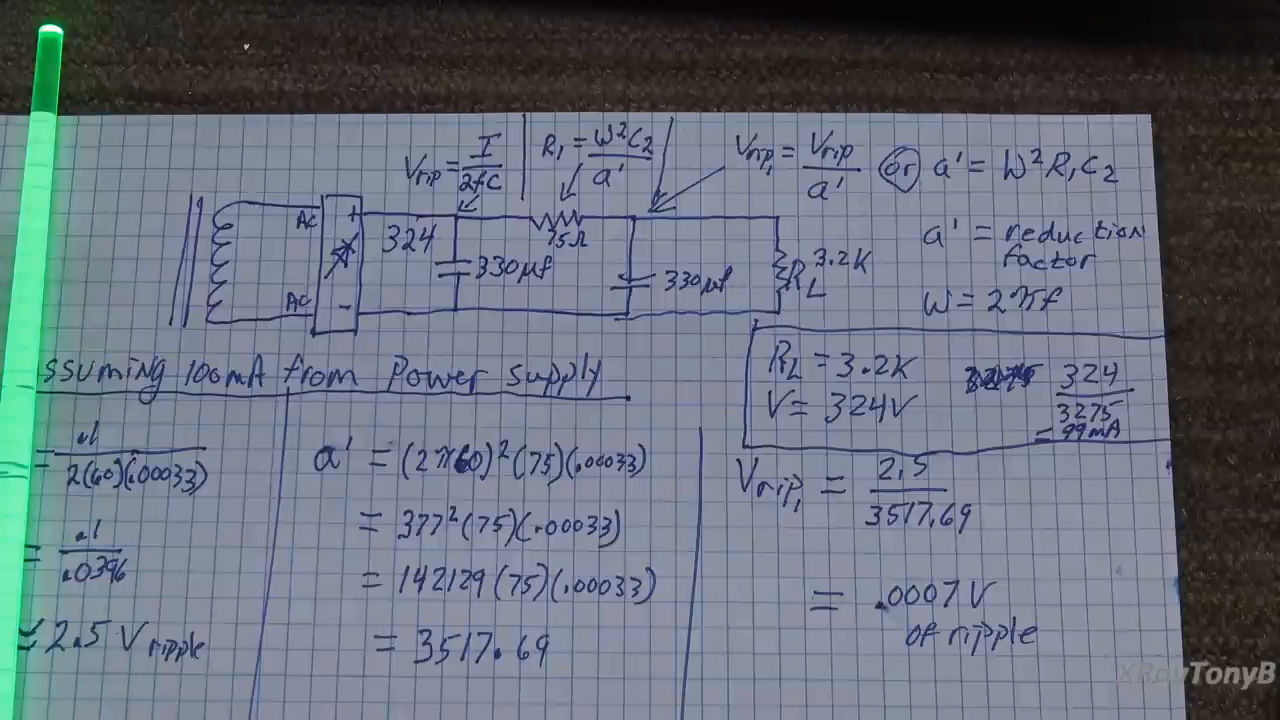 Vrip = I / 2fC
R₁ = ω²C₂ / a'
Vrip₁ = Vrip / a' or a' = ω²R₁C₂
a' = reduction factor
ω = 2πf
AC
+
324
75Ω
330µf
330µf
RL 3.2K
AC
-
ssuming 100mA from Power Supply
RL = 3.2K
V = 324V
324 / 3275
= 99mA
= .1 / 2(60)(.00033)
= .1 / .0396
≈ 2.5 V ripple
a' = (2π60)²(75)(.00033)
= 377²(75)(.00033)
= 142129(75)(.00033)
= 3517.69
Vrip₁ = 2.5 / 3517.69
= .0007V
of ripple
XRayTonyB